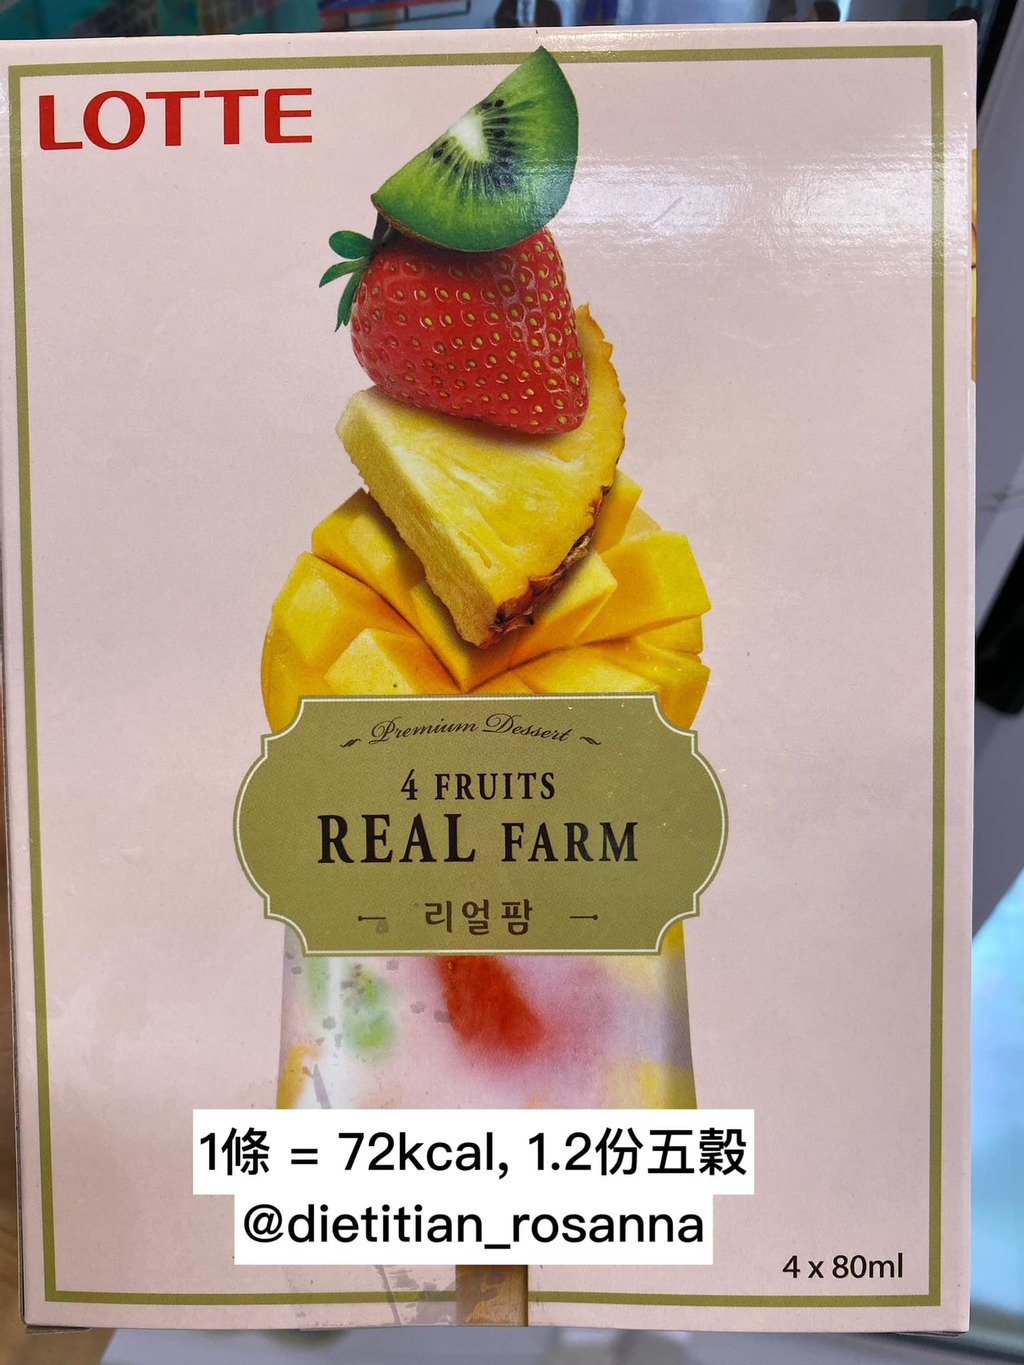 LOTTE
Premium Dessert
4 FRUITS
REAL FARM
리얼팜
1條 = 72kcal, 1.2份五穀
@dietitian_rosanna
4 x 80ml